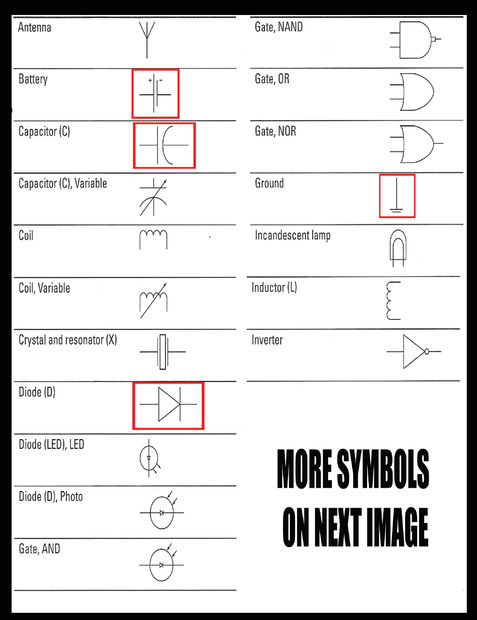 Antenna
Battery
+ -
Capacitor (C)
Capacitor (C), Variable
Coil
Coil, Variable
Crystal and resonator (X)
Diode (D)
Diode (LED), LED
Diode (D), Photo
Gate, AND
Gate, NAND
Gate, OR
Gate, NOR
Ground
Incandescent lamp
Inductor (L)
Inverter
MORE SYMBOLS
ON NEXT IMAGE